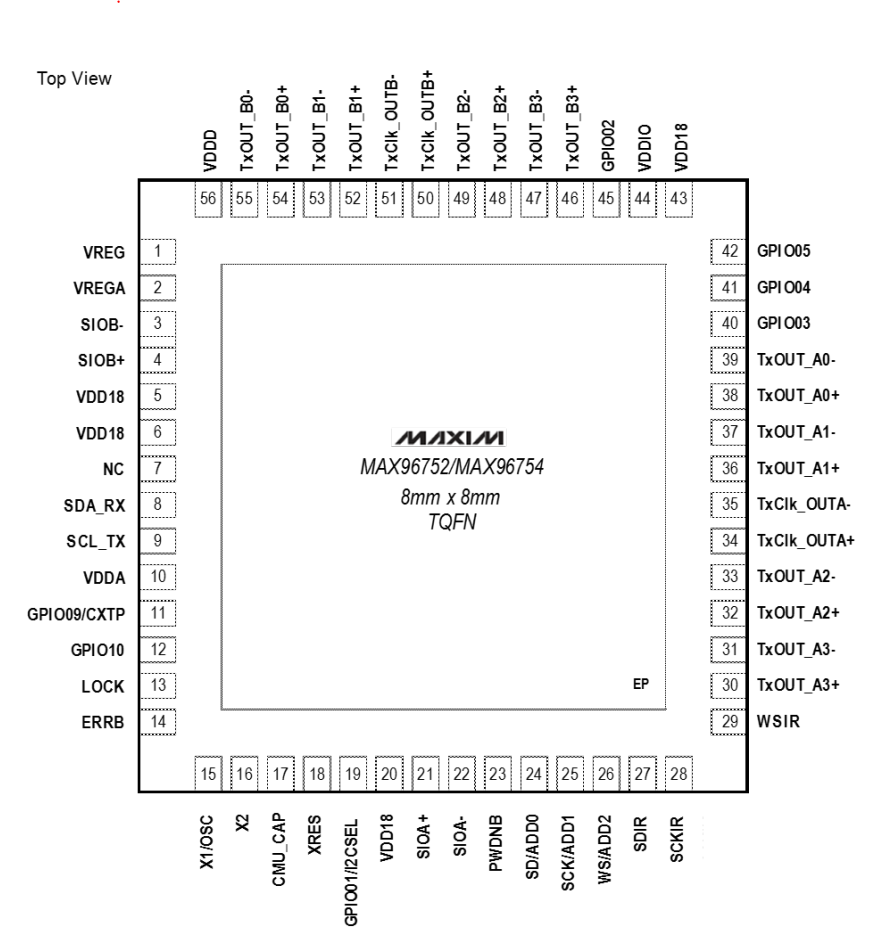 Top View
VDDD
TxOUT_B0-
TxOUT_B0+
TxOUT_B1-
TxOUT_B1+
TxClk_OUTB-
TxClk_OUTB+
TxOUT_B2-
TxOUT_B2+
TxOUT_B3-
TxOUT_B3+
GPIO02
VDDIO
VDD18
56 55 54 53 52 51 50 49 48 47 46 45 44 43
VREG 1
VREGA 2
SIOB- 3
SIOB+ 4
VDD18 5
VDD18 6
NC 7
SDA_RX 8
SCL_TX 9
VDDA 10
GPIO09/CXTP 11
GPIO10 12
LOCK 13
ERRB 14
MAXIM
MAX96752/MAX96754
8mm x 8mm
TQFN
EP
42 GPIO05
41 GPIO04
40 GPIO03
39 TxOUT_A0-
38 TxOUT_A0+
37 TxOUT_A1-
36 TxOUT_A1+
35 TxClk_OUTA-
34 TxClk_OUTA+
33 TxOUT_A2-
32 TxOUT_A2+
31 TxOUT_A3-
30 TxOUT_A3+
29 WSIR
15 16 17 18 19 20 21 22 23 24 25 26 27 28
X1/OSC
X2
CMU_CAP
XRES
GPIO01/I2CSEL
VDD18
SIOA+
SIOA-
PWDNB
SD/ADD0
SCK/ADD1
WS/ADD2
SDIR
SCKIR